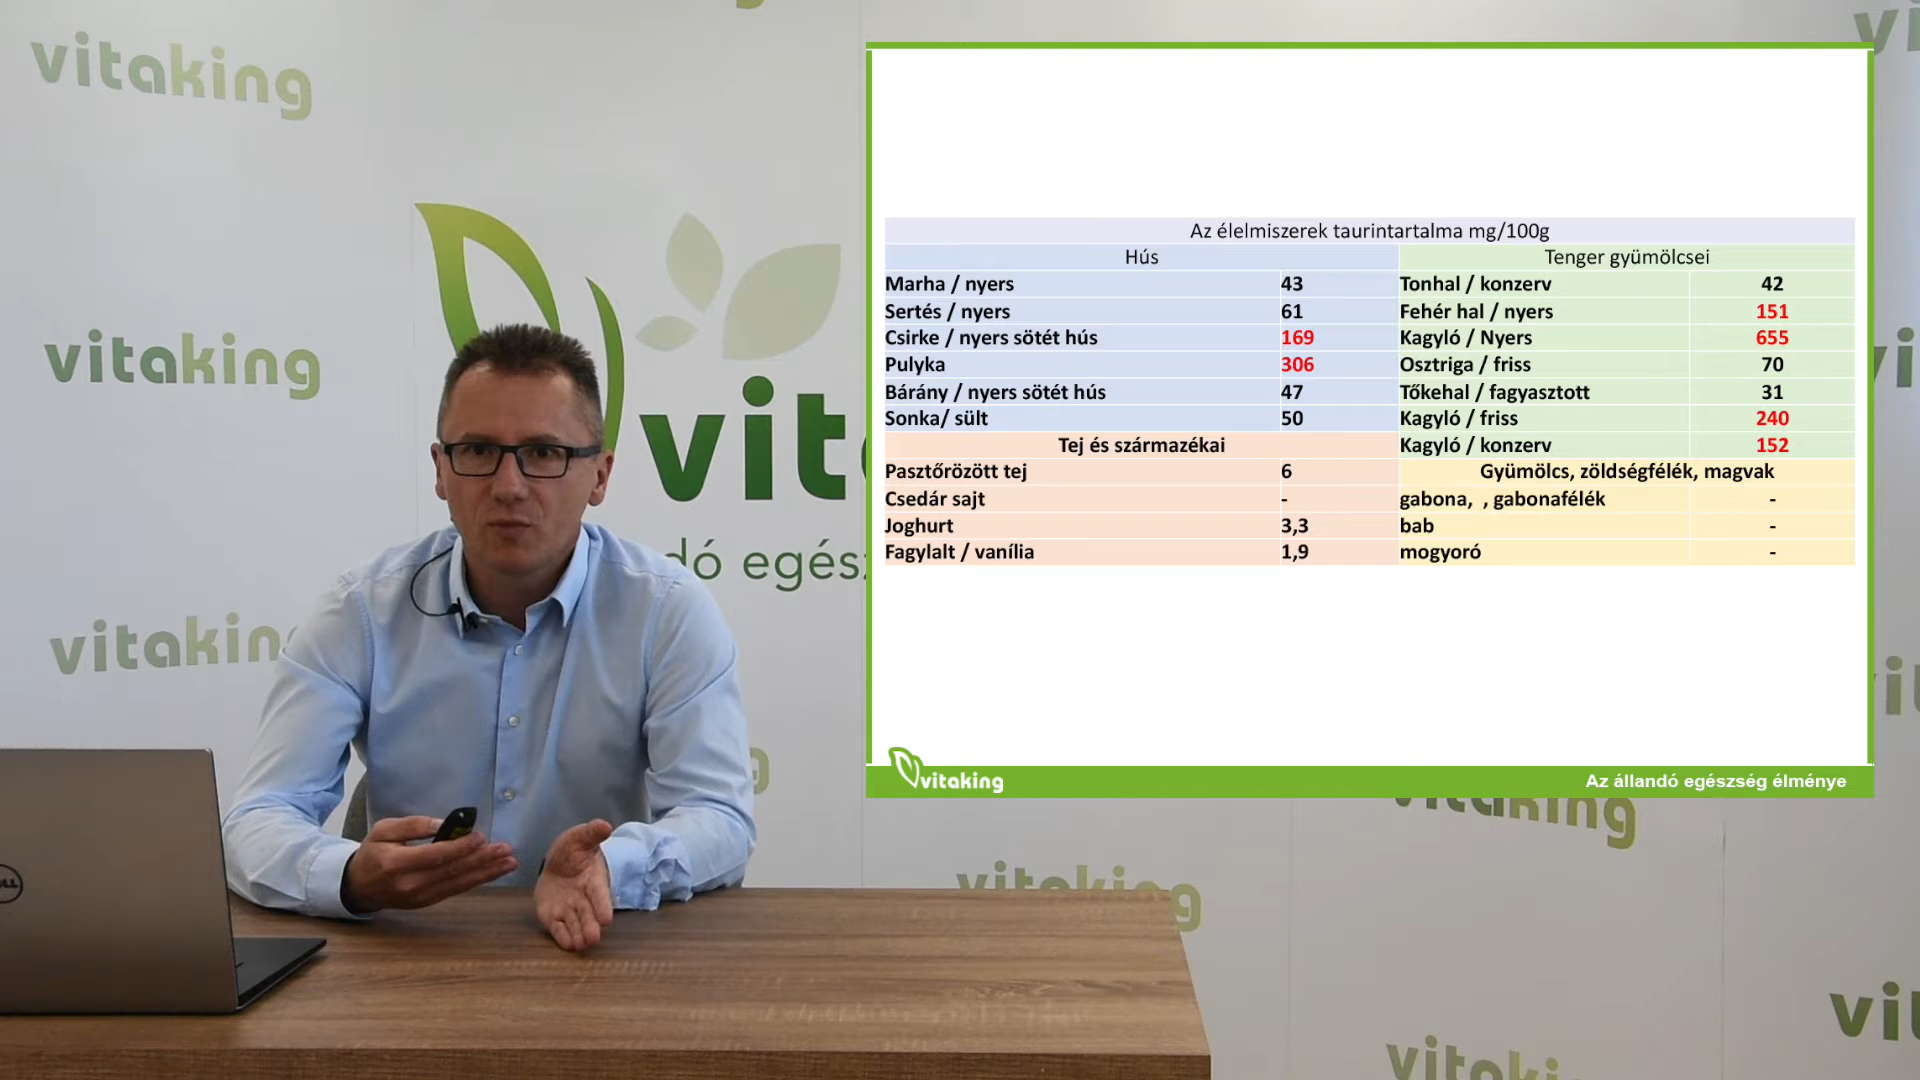 vitaking
vitaking
vitaking
vit
dó egés
Az élelmiszerek taurintartalma mg/100g
Hús
Marha / nyers 43
Sertés / nyers 61
Csirke / nyers sötét hús 169
Pulyka 306
Bárány / nyers sötét hús 47
Sonka/ sült 50
Tej és származékai
Pasztőrözött tej 6
Csedár sajt -
Joghurt 3,3
Fagylalt / vanília 1,9
Tenger gyümölcsei
Tonhal / konzerv 42
Fehér hal / nyers 151
Kagyló / Nyers 655
Osztriga / friss 70
Tőkehal / fagyasztott 31
Kagyló / friss 240
Kagyló / konzerv 152
Gyümölcs, zöldségfélék, magvak
gabona,  , gabonafélék -
bab -
mogyoró -
vitaking
Az állandó egészség élménye
vitaking
vitaking
vitaking